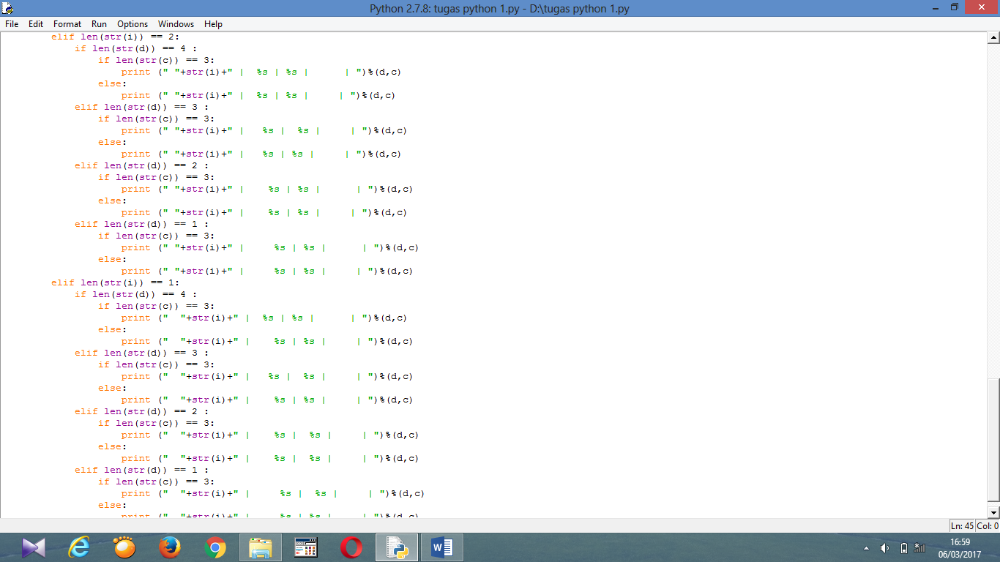 Python 2.7.8: tugas python 1.py - D:\tugas python 1.py
File Edit Format Run Options Windows Help
        elif len(str(i)) == 2:
            if len(str(d)) == 4 :
                if len(str(c)) == 3:
                    print (" "+str(i)+" |  %s | %s |      | ")%(d,c)
                else:
                    print (" "+str(i)+" |  %s | %s |     | ")%(d,c)
            elif len(str(d)) == 3 :
                if len(str(c)) == 3:
                    print (" "+str(i)+" |   %s |  %s |     | ")%(d,c)
                else:
                    print (" "+str(i)+" |   %s | %s |     | ")%(d,c)
            elif len(str(d)) == 2 :
                if len(str(c)) == 3:
                    print (" "+str(i)+" |    %s | %s |      | ")%(d,c)
                else:
                    print (" "+str(i)+" |    %s | %s |     | ")%(d,c)
            elif len(str(d)) == 1 :
                if len(str(c)) == 3:
                    print (" "+str(i)+" |     %s | %s |      | ")%(d,c)
                else:
                    print (" "+str(i)+" |     %s | %s |     | ")%(d,c)
        elif len(str(i)) == 1:
            if len(str(d)) == 4 :
                if len(str(c)) == 3:
                    print ("  "+str(i)+" |  %s | %s |      | ")%(d,c)
                else:
                    print ("  "+str(i)+" |    %s | %s |     | ")%(d,c)
            elif len(str(d)) == 3 :
                if len(str(c)) == 3:
                    print ("  "+str(i)+" |   %s |  %s |     | ")%(d,c)
                else:
                    print ("  "+str(i)+" |    %s | %s |     | ")%(d,c)
            elif len(str(d)) == 2 :
                if len(str(c)) == 3:
                    print ("  "+str(i)+" |    %s |  %s |     | ")%(d,c)
                else:
                    print ("  "+str(i)+" |    %s |  %s |     | ")%(d,c)
            elif len(str(d)) == 1 :
                if len(str(c)) == 3:
                    print ("  "+str(i)+" |     %s |  %s |     | ")%(d,c)
                else:
                    print ("  "+str(i)+" |     %s | %s |     | ")%(d,c)
Ln: 45 Col: 0
16:59
06/03/2017